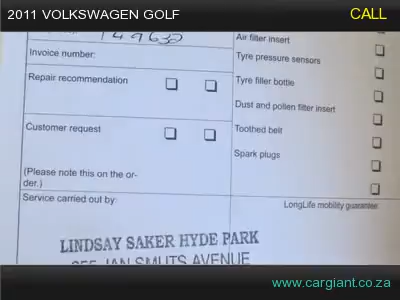 2011 VOLKSWAGEN GOLF
CALL
149632
Invoice number:
Repair recommendation
Customer request
(Please note this on the or-
der.)
Service carried out by:
Air filter insert
Tyre pressure sensors
Tyre filler bottle
Dust and pollen filter insert
Toothed belt
Spark plugs
LongLife mobility guarantee:
LINDSAY SAKER HYDE PARK
JAN SMUTS AVENUE
www.cargiant.co.za